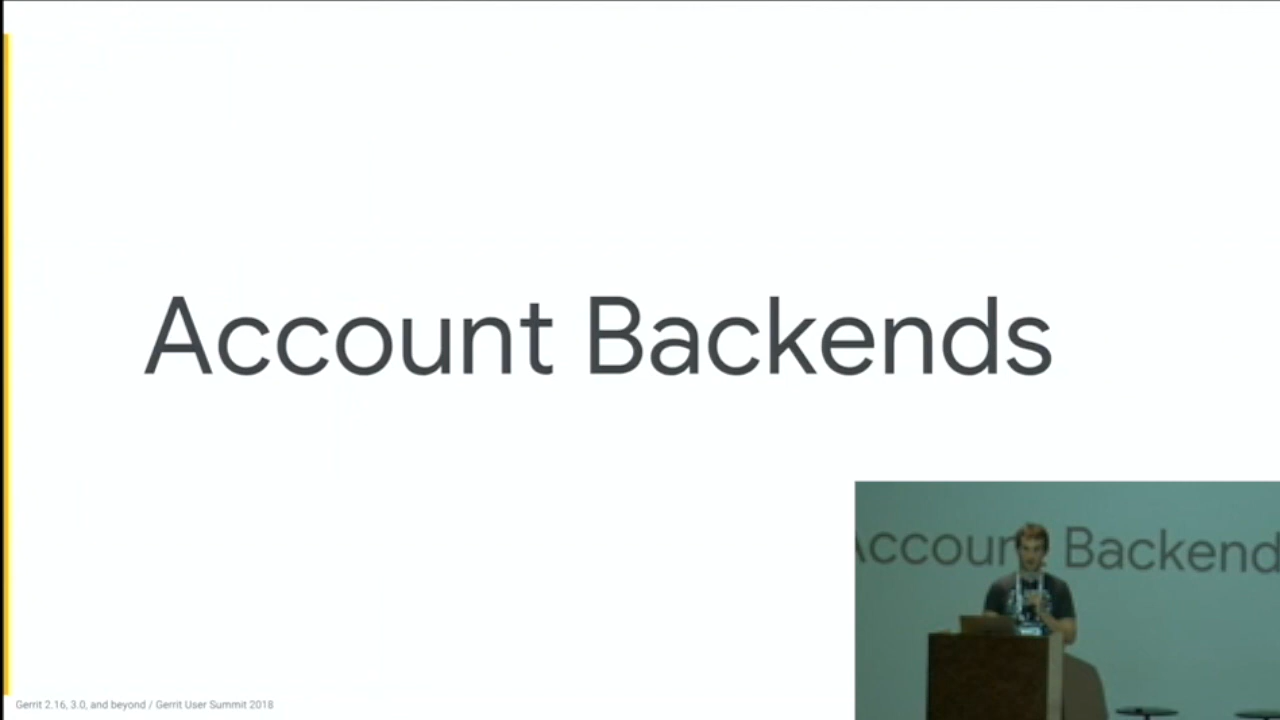 Account Backends
Account Backend
Gerrit 2.16, 3.0, and beyond / Gerrit User Summit 2018